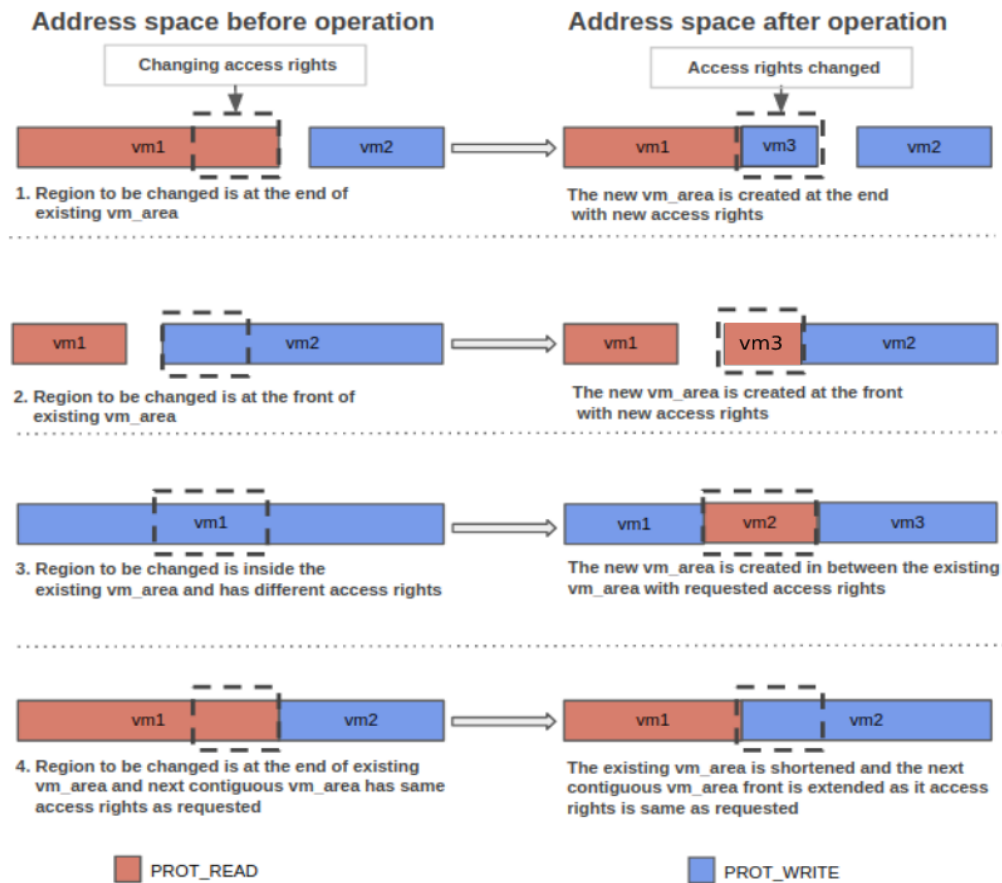 Address space before operation
Address space after operation
Changing access rights
Access rights changed
vm1
vm2
vm1
vm3
vm2
1. Region to be changed is at the end of
existing vm_area
The new vm_area is created at the end
with new access rights
vm1
vm2
vm1
vm3
vm2
2. Region to be changed is at the front of
existing vm_area
The new vm_area is created at the front
with new access rights
vm1
vm1
vm2
vm3
3. Region to be changed is inside the
existing vm_area and has different access rights
The new vm_area is created in between the existing
vm_area with requested access rights
vm1
vm2
vm1
vm2
4. Region to be changed is at the end of existing
vm_area and next contiguous vm_area has same
access rights as requested
The existing vm_area is shortened and the next
contiguous vm_area front is extended as it access
rights is same as requested
PROT_READ
PROT_WRITE